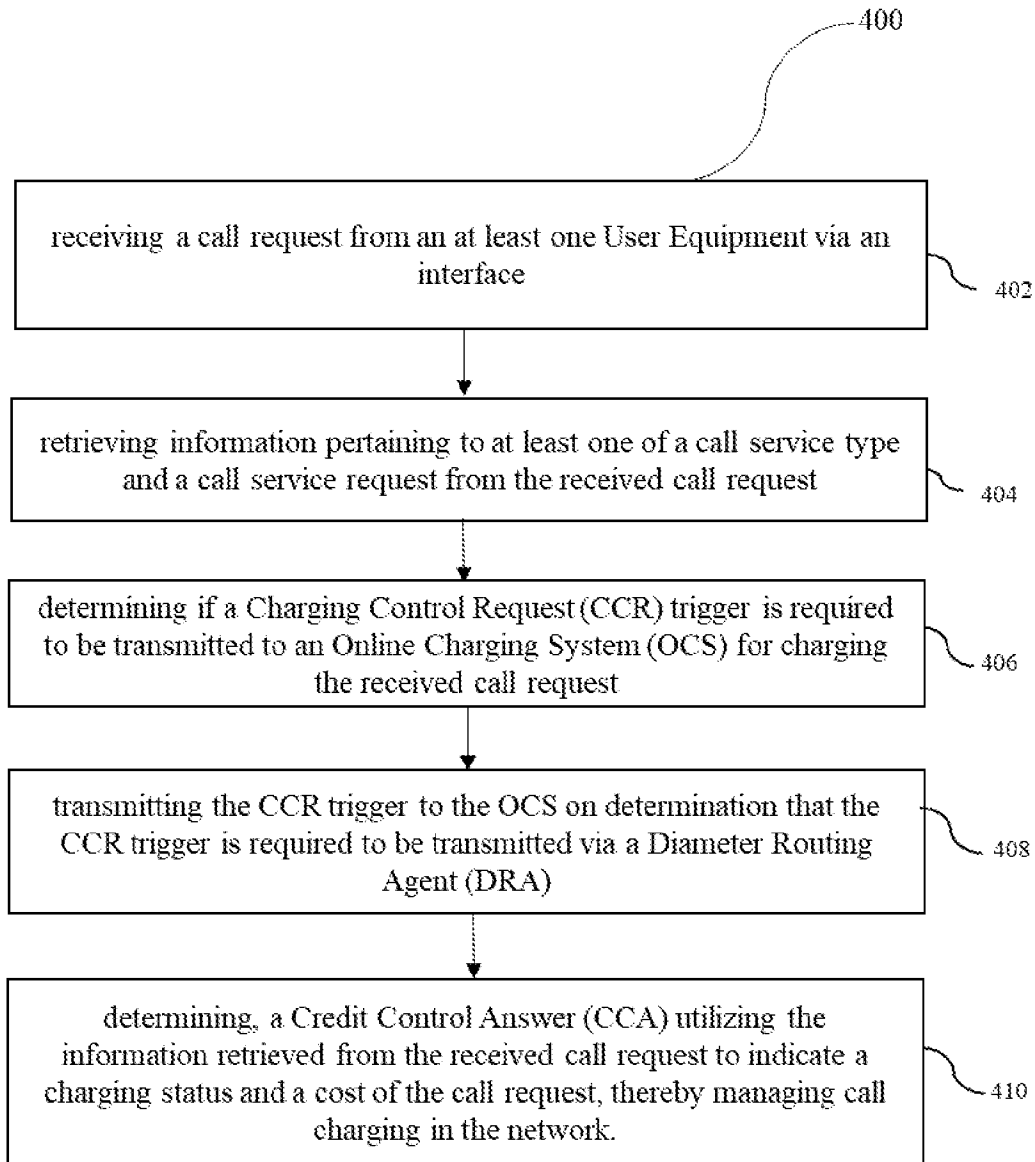 400
receiving a call request from an at least one User Equipment via an
interface
402
retrieving information pertaining to at least one of a call service type
and a call service request from the received call request
404
determining if a Charging Control Request (CCR) trigger is required
to be transmitted to an Online Charging System (OCS) for charging
the received call request
406
transmitting the CCR trigger to the OCS on determination that the
CCR trigger is required to be transmitted via a Diameter Routing
Agent (DRA)
408
determining, a Credit Control Answer (CCA) utilizing the
information retrieved from the received call request to indicate a
charging status and a cost of the call request, thereby managing call
charging in the network.
410